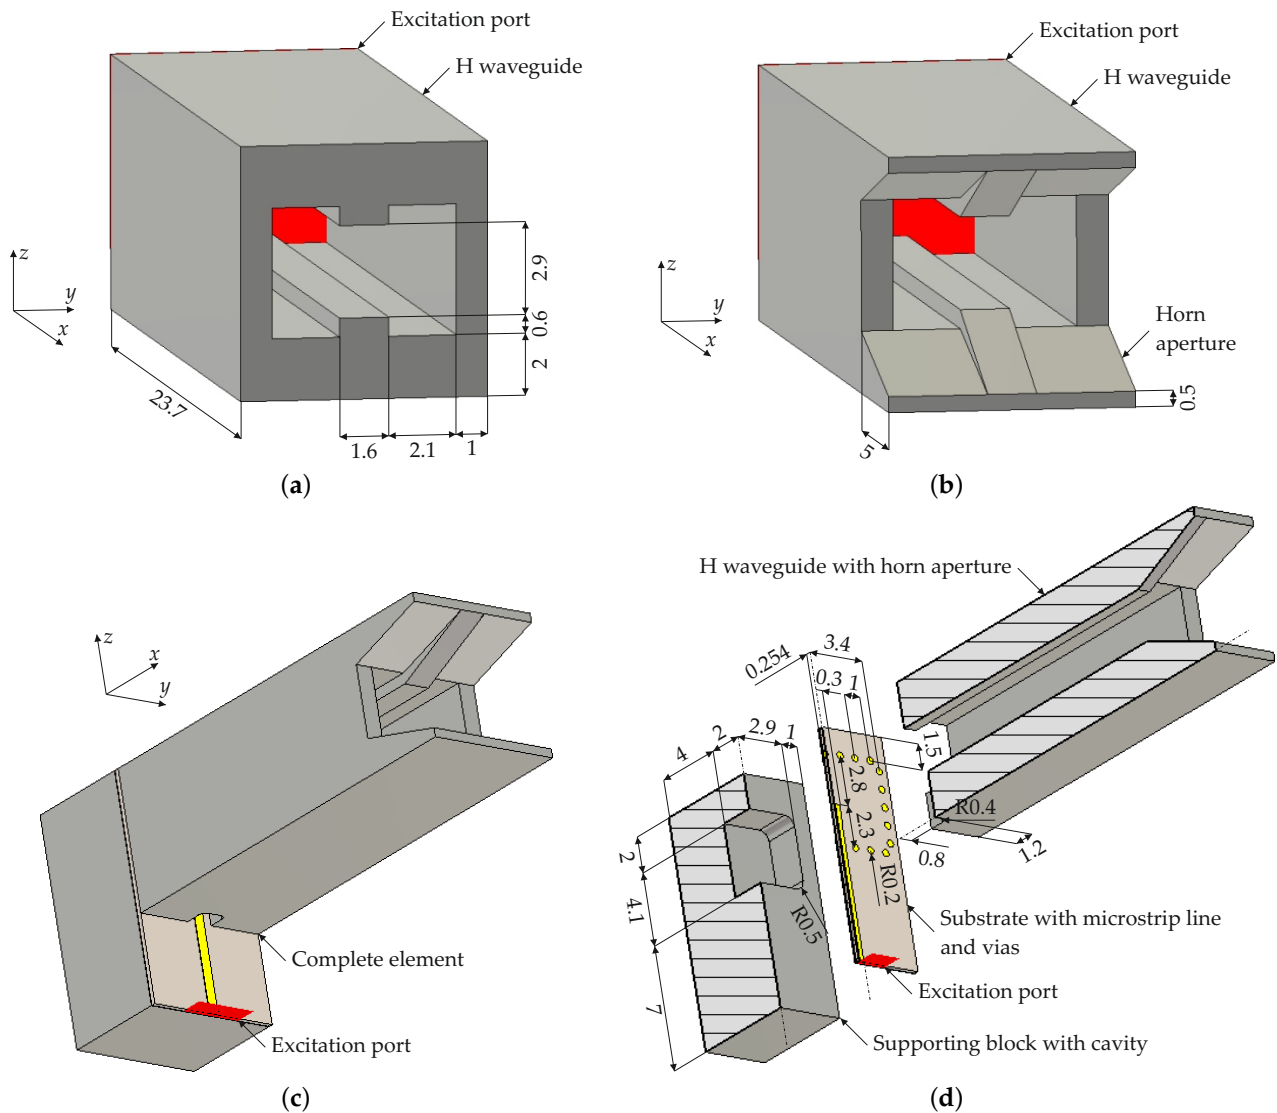 Excitation port
H waveguide
z
y
x
2.9
0.6
2
23.7
1.6
2.1
1
(a)
Excitation port
H waveguide
z
y
x
Horn
aperture
0.5
5
(b)
z
x
y
Complete element
Excitation port
(c)
H waveguide with horn aperture
3.4
0.254
0.3
1
2
2.9
1
4
1.5
2.8
2.3
R0.4
0.8
1.2
2
4.1
R0.2
R0.5
7
Substrate with microstrip line
and vias
Excitation port
Supporting block with cavity
(d)